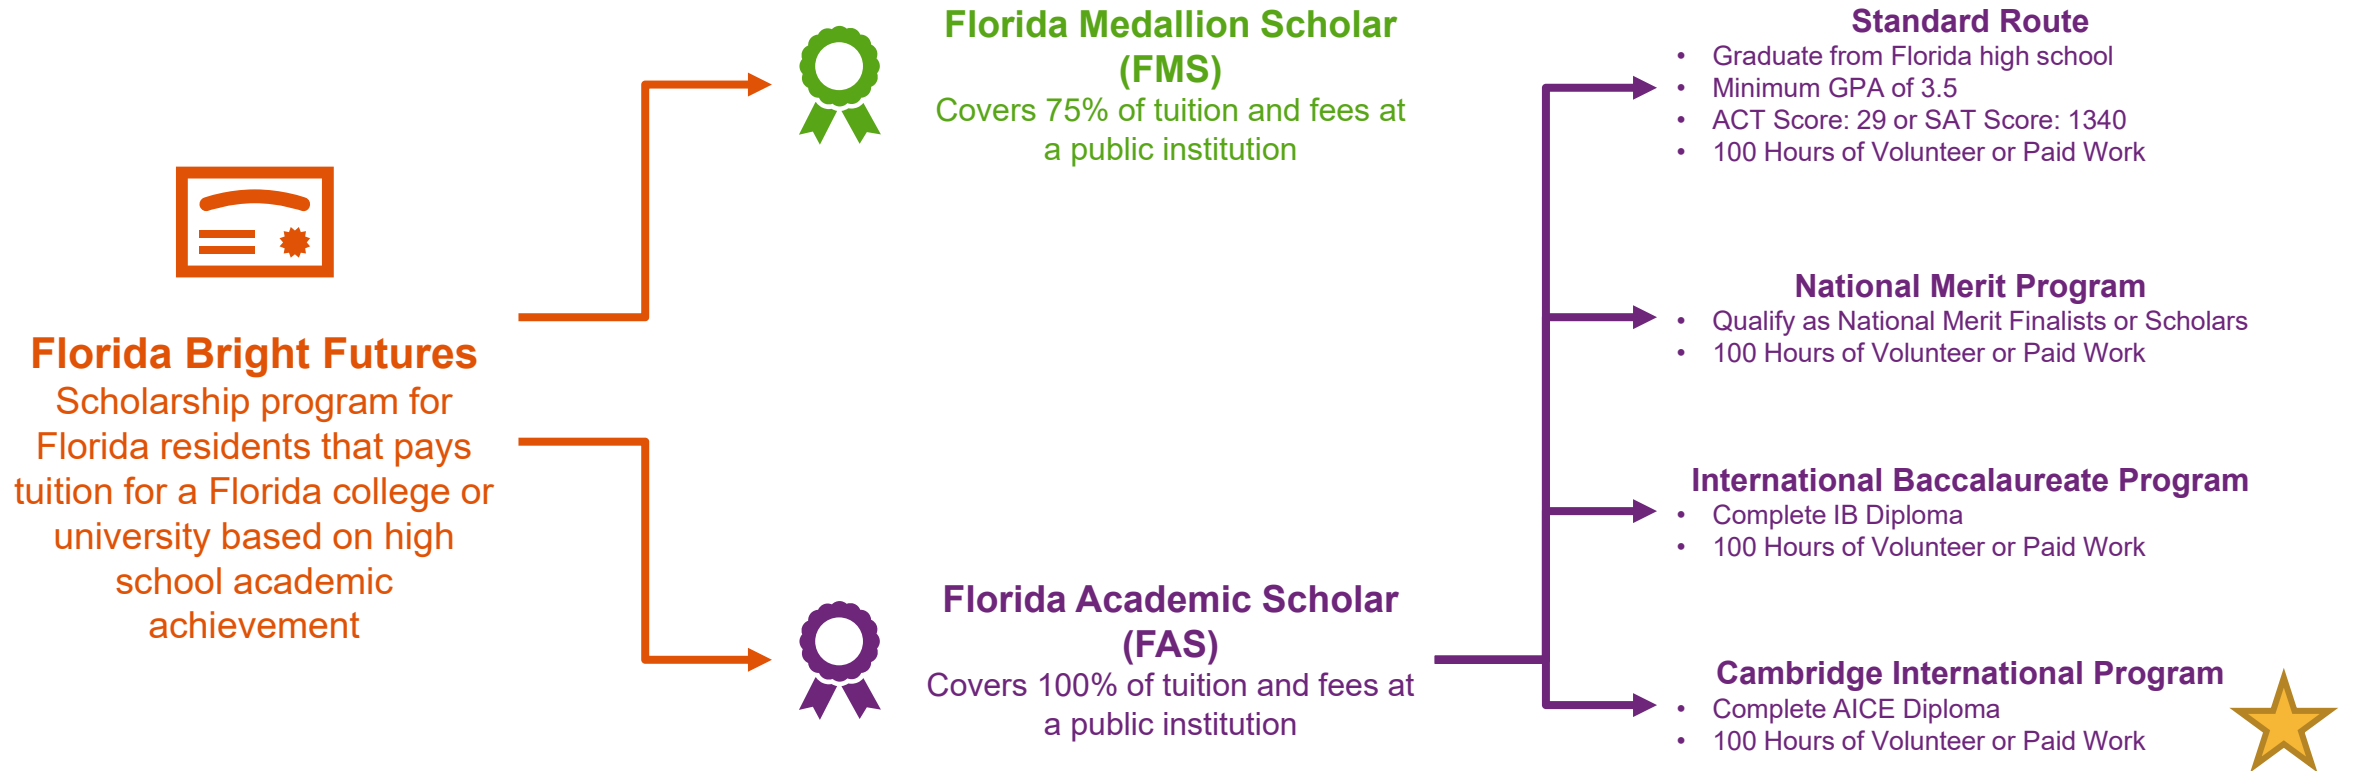 Florida Bright Futures
Scholarship program for
Florida residents that pays
tuition for a Florida college or
university based on high
school academic
achievement
Florida Medallion Scholar
(FMS)
Covers 75% of tuition and fees at
a public institution
Florida Academic Scholar
(FAS)
Covers 100% of tuition and fees at
a public institution
Standard Route
• Graduate from Florida high school
• Minimum GPA of 3.5
• ACT Score: 29 or SAT Score: 1340
• 100 Hours of Volunteer or Paid Work
National Merit Program
• Qualify as National Merit Finalists or Scholars
• 100 Hours of Volunteer or Paid Work
International Baccalaureate Program
• Complete IB Diploma
• 100 Hours of Volunteer or Paid Work
Cambridge International Program
• Complete AICE Diploma
• 100 Hours of Volunteer or Paid Work